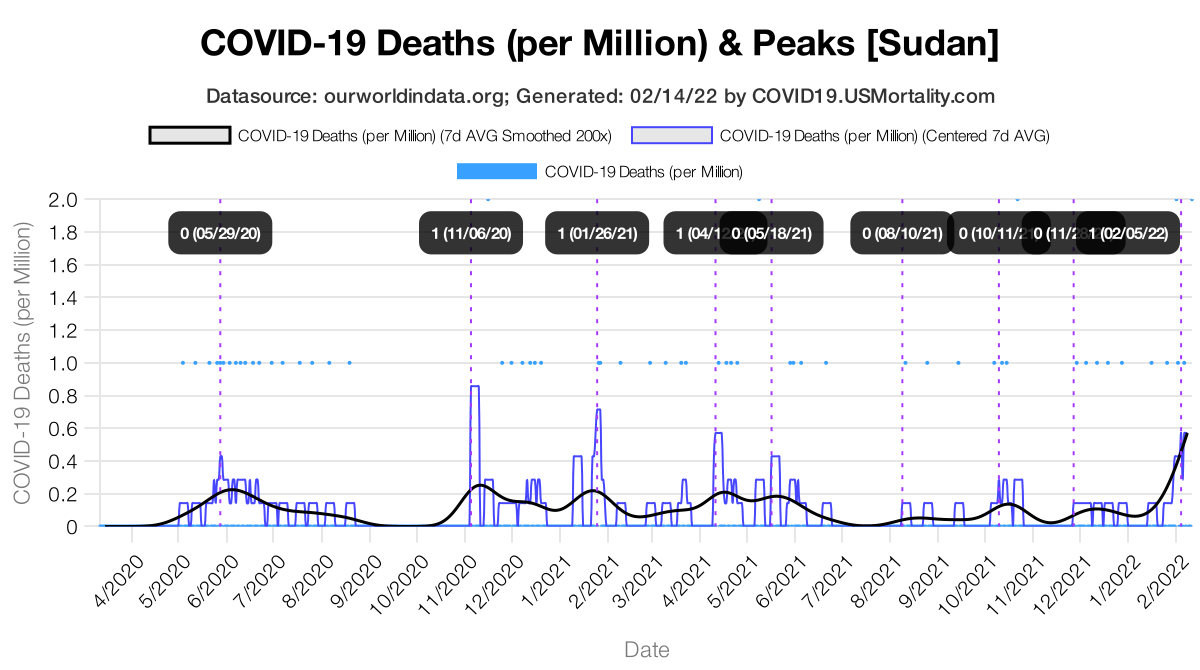 COVID-19 Deaths (per Million) & Peaks [Sudan]
Datasource: ourworldindata.org; Generated: 02/14/22 by COVID19.USMortality.com
COVID-19 Deaths (per Million) (7d AVG Smoothed 200x) COVID-19 Deaths (per Million) (Centered 7d AVG)
COVID-19 Deaths (per Million)
COVID-19 Deaths (per Million)
2.0
1.8
1.6
1.4
1.2
1.0
0.8
0.6
0.4
0.2
0
0 (05/29/20) 1 (11/06/20) 1 (01/26/21) 1 (04/1 0 (05/18/21) 0 (08/10/21) 0 (10/11/2 0 (11/2 1 (02/05/22)
4/2020 5/2020 6/2020 7/2020 8/2020 9/2020 10/2020 11/2020 12/2020 1/2021 2/2021 3/2021 4/2021 5/2021 6/2021 7/2021 8/2021 9/2021 10/2021 11/2021 12/2021 1/2022 2/2022
Date